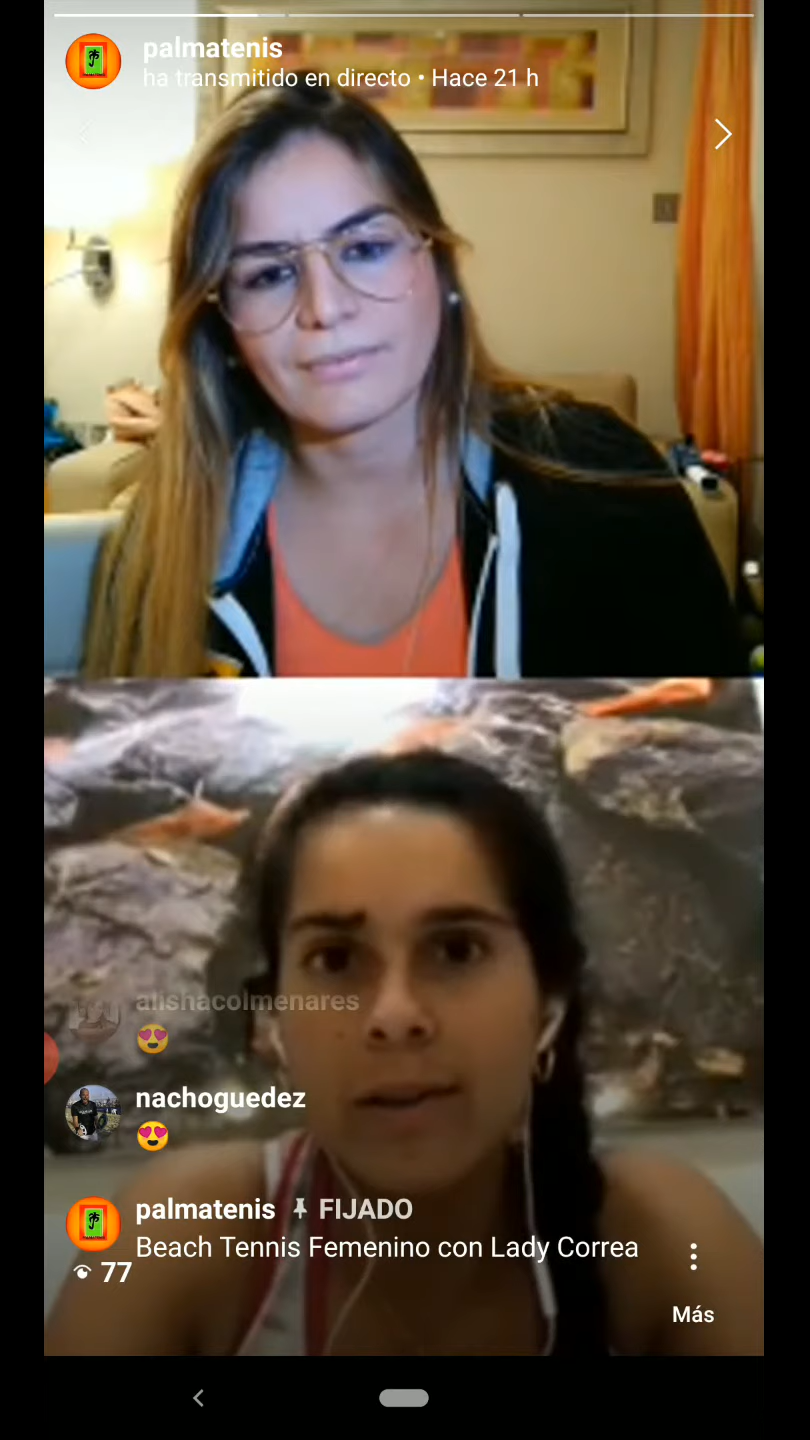 palmatenis
ha transmitido en directo • Hace 21 h
alishacolmenares
😍
nachoguedez
😍
palmatenis FIJADO
Beach Tennis Femenino con Lady Correa
77
Más